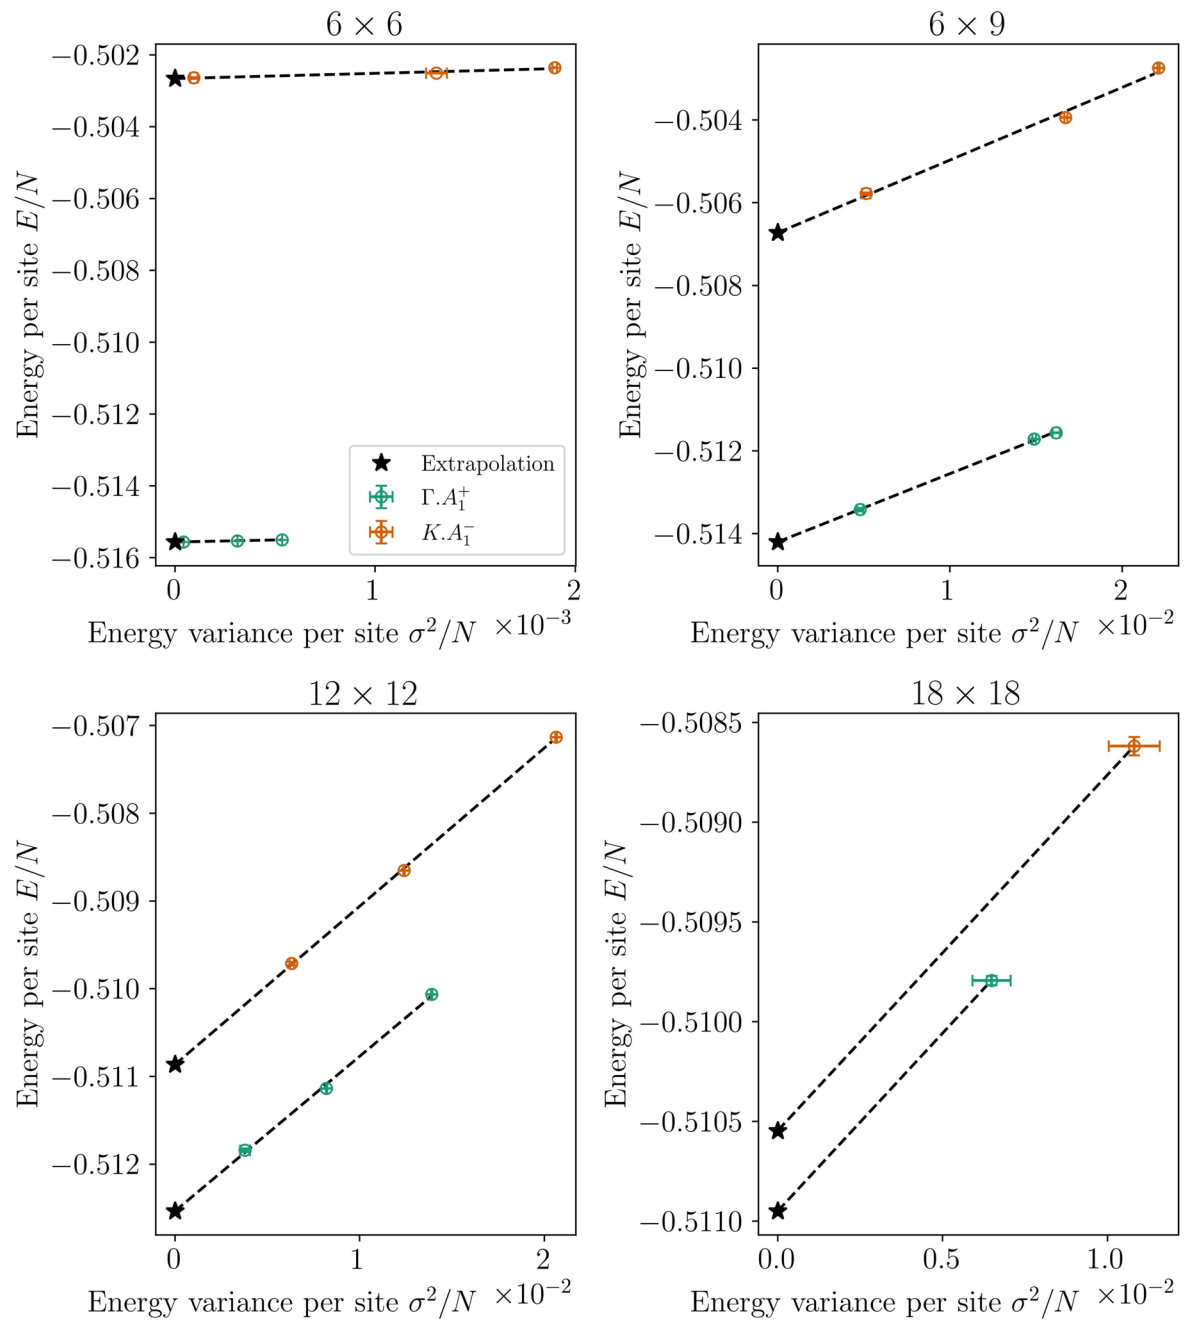 6 × 6
Energy per site E/N
−0.502
−0.504
−0.506
−0.508
−0.510
−0.512
−0.514
−0.516
Extrapolation
Γ.A₁⁺
K.A₁⁻
0 1 2
Energy variance per site σ²/N ×10⁻³
6 × 9
Energy per site E/N
−0.504
−0.506
−0.508
−0.510
−0.512
−0.514
0 1 2
Energy variance per site σ²/N ×10⁻²
12 × 12
Energy per site E/N
−0.507
−0.508
−0.509
−0.510
−0.511
−0.512
0 1 2
Energy variance per site σ²/N ×10⁻²
18 × 18
Energy per site E/N
−0.5085
−0.5090
−0.5095
−0.5100
−0.5105
−0.5110
0.0 0.5 1.0
Energy variance per site σ²/N ×10⁻²